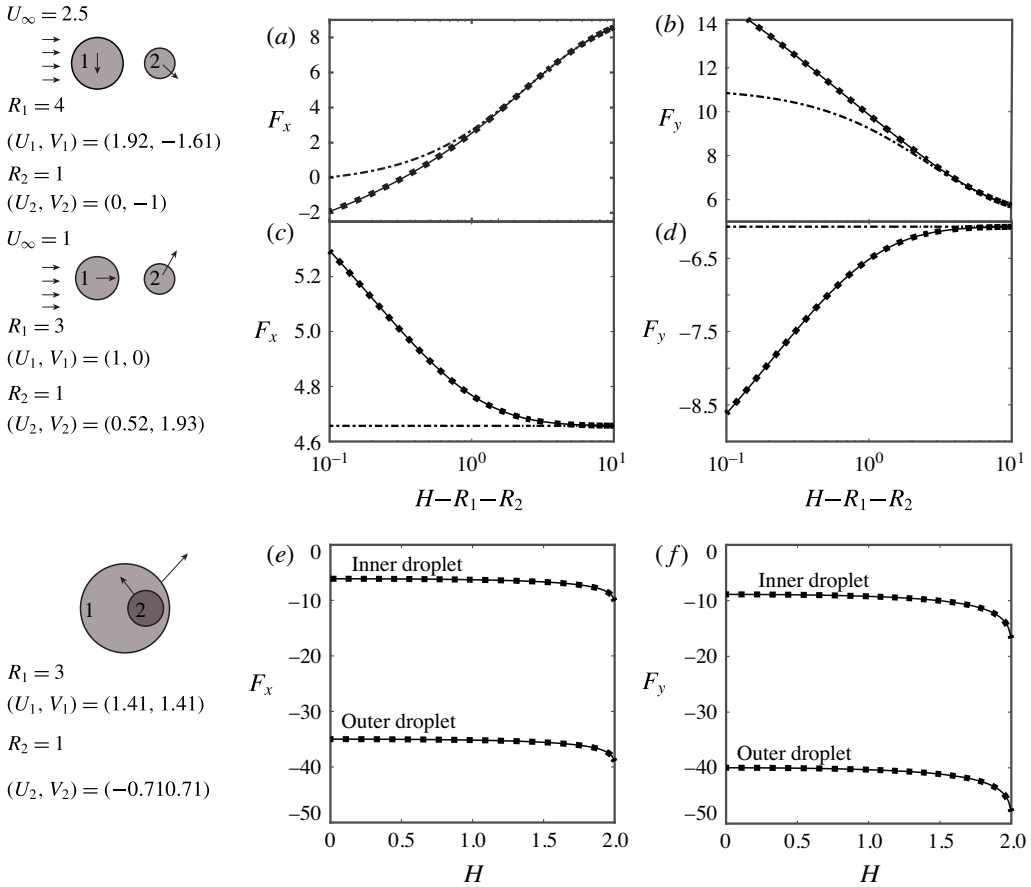 U∞ = 2.5
1
2
R₁ = 4
(U₁, V₁) = (1.92, −1.61)
R₂ = 1
(U₂, V₂) = (0, −1)
U∞ = 1
1
2
R₁ = 3
(U₁, V₁) = (1, 0)
R₂ = 1
(U₂, V₂) = (0.52, 1.93)
1
2
R₁ = 3
(U₁, V₁) = (1.41, 1.41)
R₂ = 1
(U₂, V₂) = (−0.710.71)
(a)
8
6
4
2
0
−2
Fx
(b)
14
12
10
8
6
Fy
(c)
5.2
5.0
4.8
4.6
Fx
10⁻¹
10⁰
10¹
H−R₁−R₂
(d)
−6.5
−7.5
−8.5
Fy
10⁻¹
10⁰
10¹
H−R₁−R₂
(e)
0
−10
−20
−30
−40
−50
Fx
Inner droplet
Outer droplet
0
0.5
1.0
1.5
2.0
H
(f)
0
−10
−20
−30
−40
−50
Fy
Inner droplet
Outer droplet
0
0.5
1.0
1.5
2.0
H